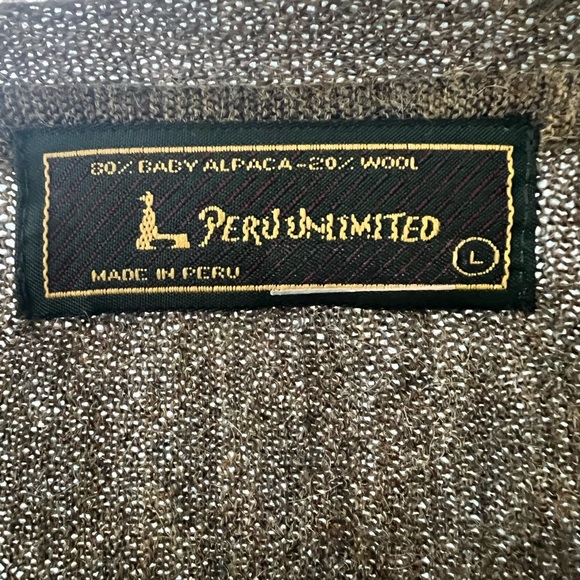 80% BABY ALPACA-20% WOOL
PERU UNLIMITED
L
MADE IN PERU